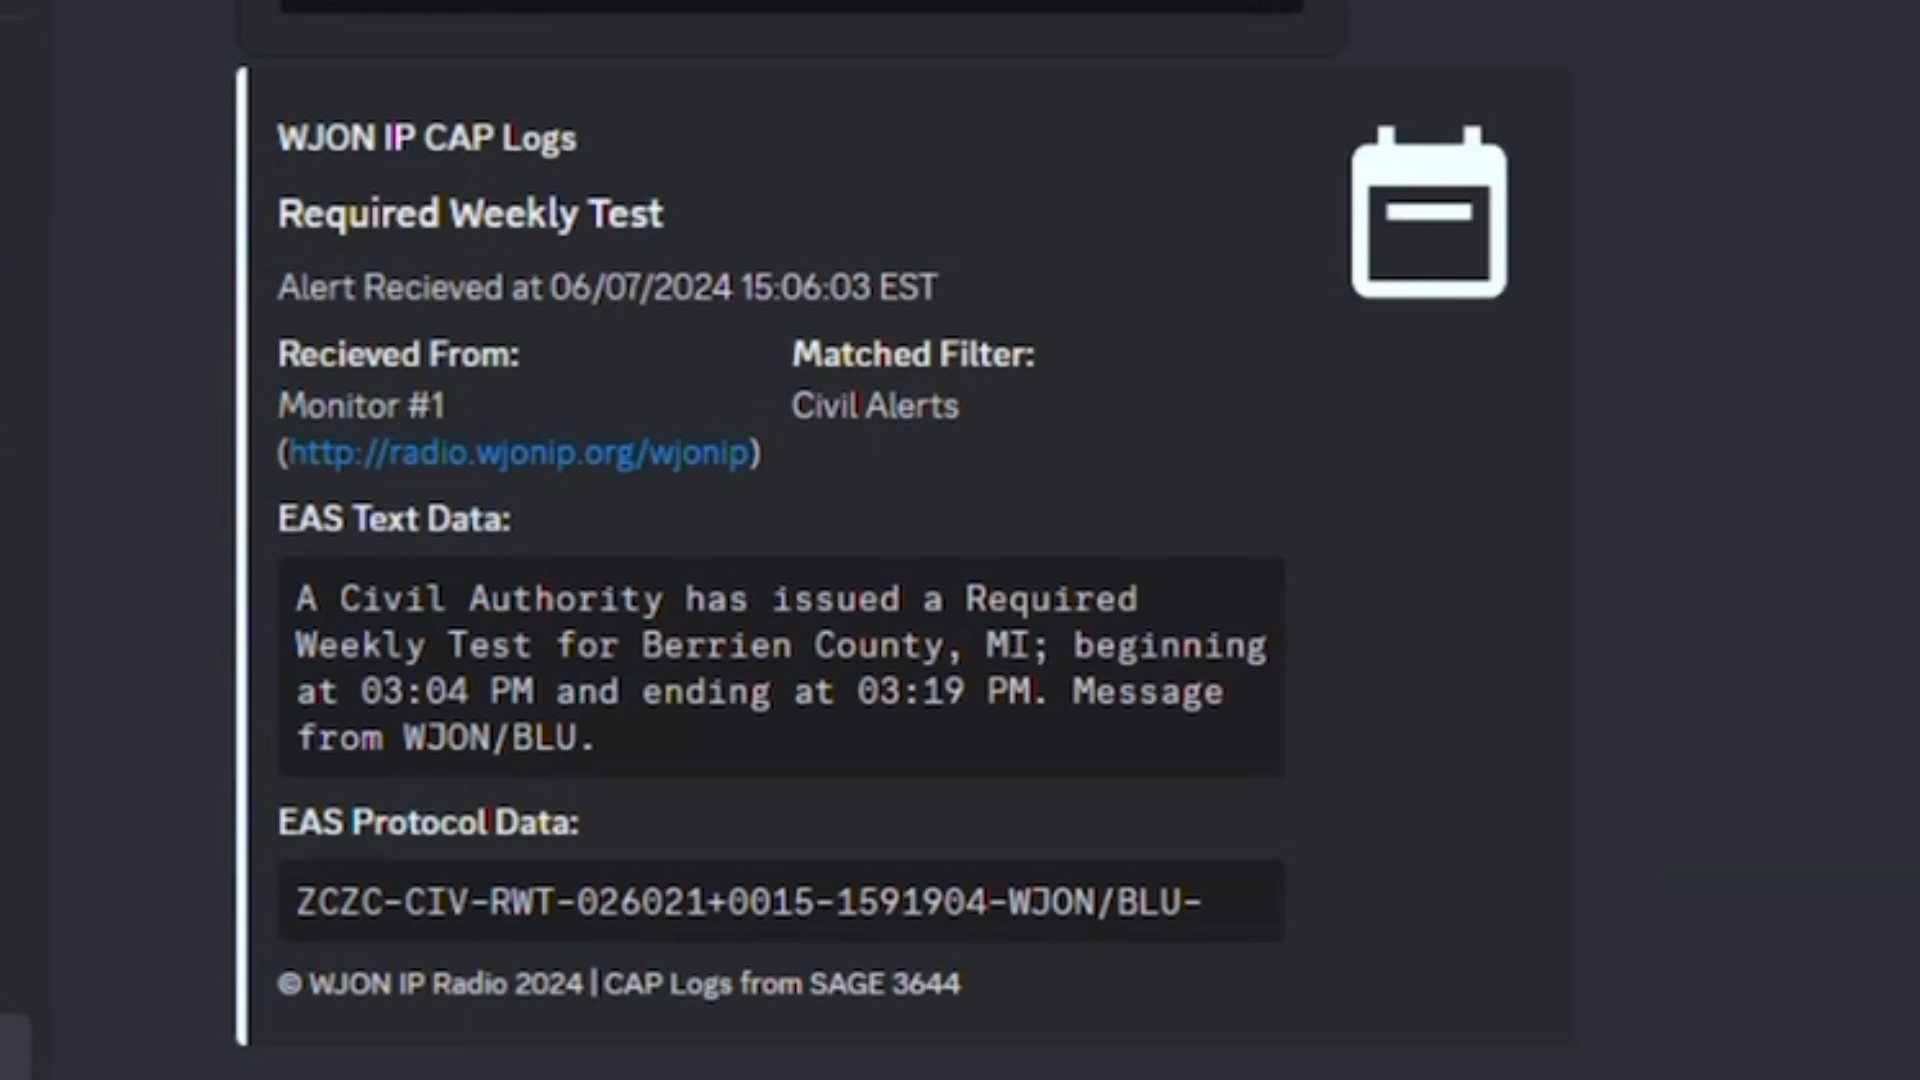 WJON IP CAP Logs
Required Weekly Test
Alert Recieved at 06/07/2024 15:06:03 EST
Recieved From:
Monitor #1
(http://radio.wjonip.org/wjonip)
Matched Filter:
Civil Alerts
EAS Text Data:
A Civil Authority has issued a Required
Weekly Test for Berrien County, MI; beginning
at 03:04 PM and ending at 03:19 PM. Message
from WJON/BLU.
EAS Protocol Data:
ZCZC-CIV-RWT-026021+0015-1591904-WJON/BLU-
© WJON IP Radio 2024 | CAP Logs from SAGE 3644